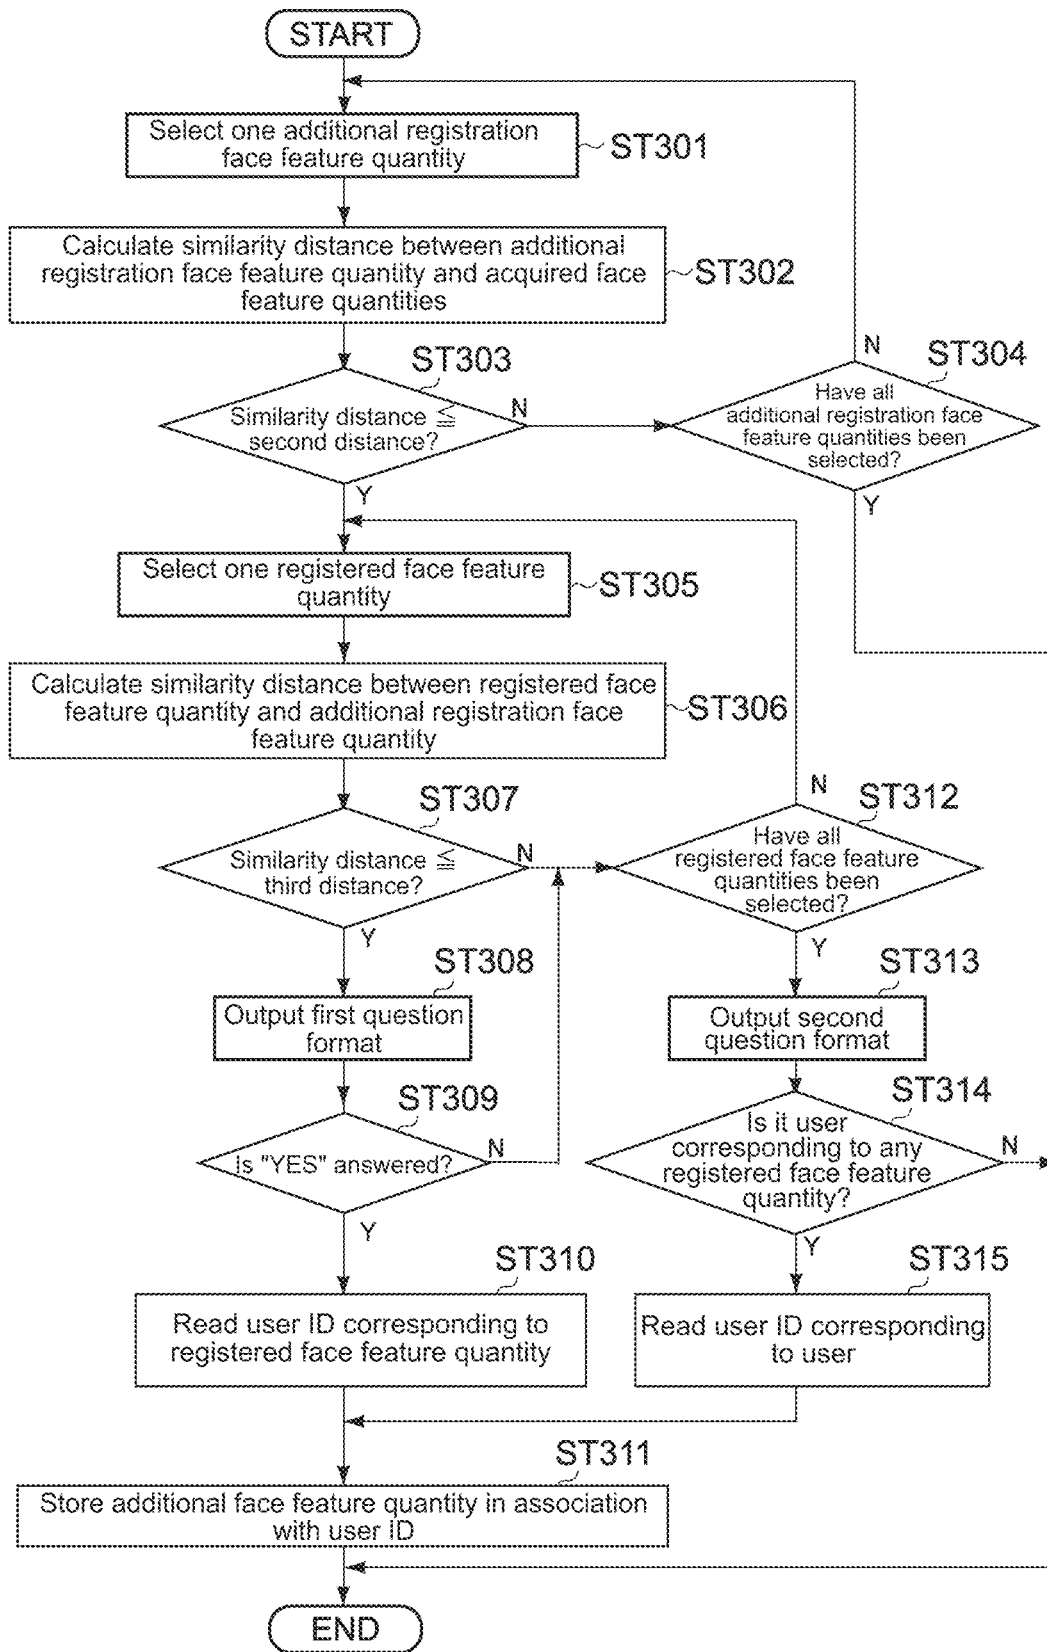 START
Select one additional registration
face feature quantity
ST301
Calculate similarity distance between additional
registration face feature quantity and acquired face
feature quantities
ST302
ST303
Similarity distance ≦
second distance?
N
Y
N
ST304
Have all
additional registration face
feature quantities been
selected?
Y
Select one registered face feature
quantity
ST305
Calculate similarity distance between registered face
feature quantity and additional registration face
feature quantity
ST306
ST307
Similarity distance ≦
third distance?
N
Y
N
ST312
Have all
registered face feature
quantities been
selected?
Y
ST308
Output first question
format
ST313
Output second
question format
ST309
Is "YES" answered?
N
Y
ST314
Is it user
corresponding to any
registered face feature
quantity?
N
Y
ST310
Read user ID corresponding to
registered face feature quantity
ST315
Read user ID corresponding
to user
ST311
Store additional face feature quantity in association
with user ID
END